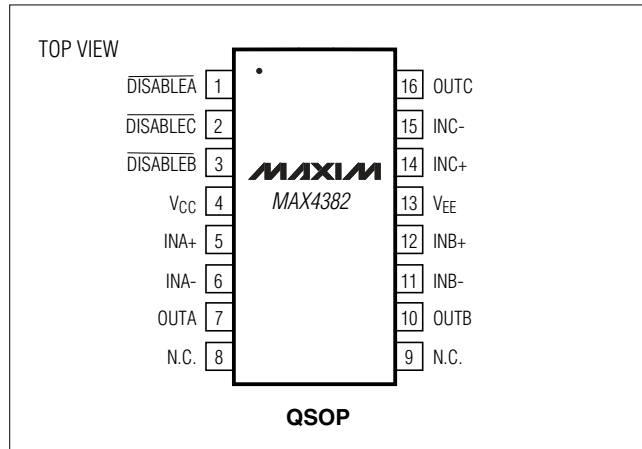 TOP VIEW
DISABLEA 1
DISABLEC 2
DISABLEB 3
VCC 4
INA+ 5
INA- 6
OUTA 7
N.C. 8
MAXIM
MAX4382
16 OUTC
15 INC-
14 INC+
13 VEE
12 INB+
11 INB-
10 OUTB
9 N.C.
QSOP